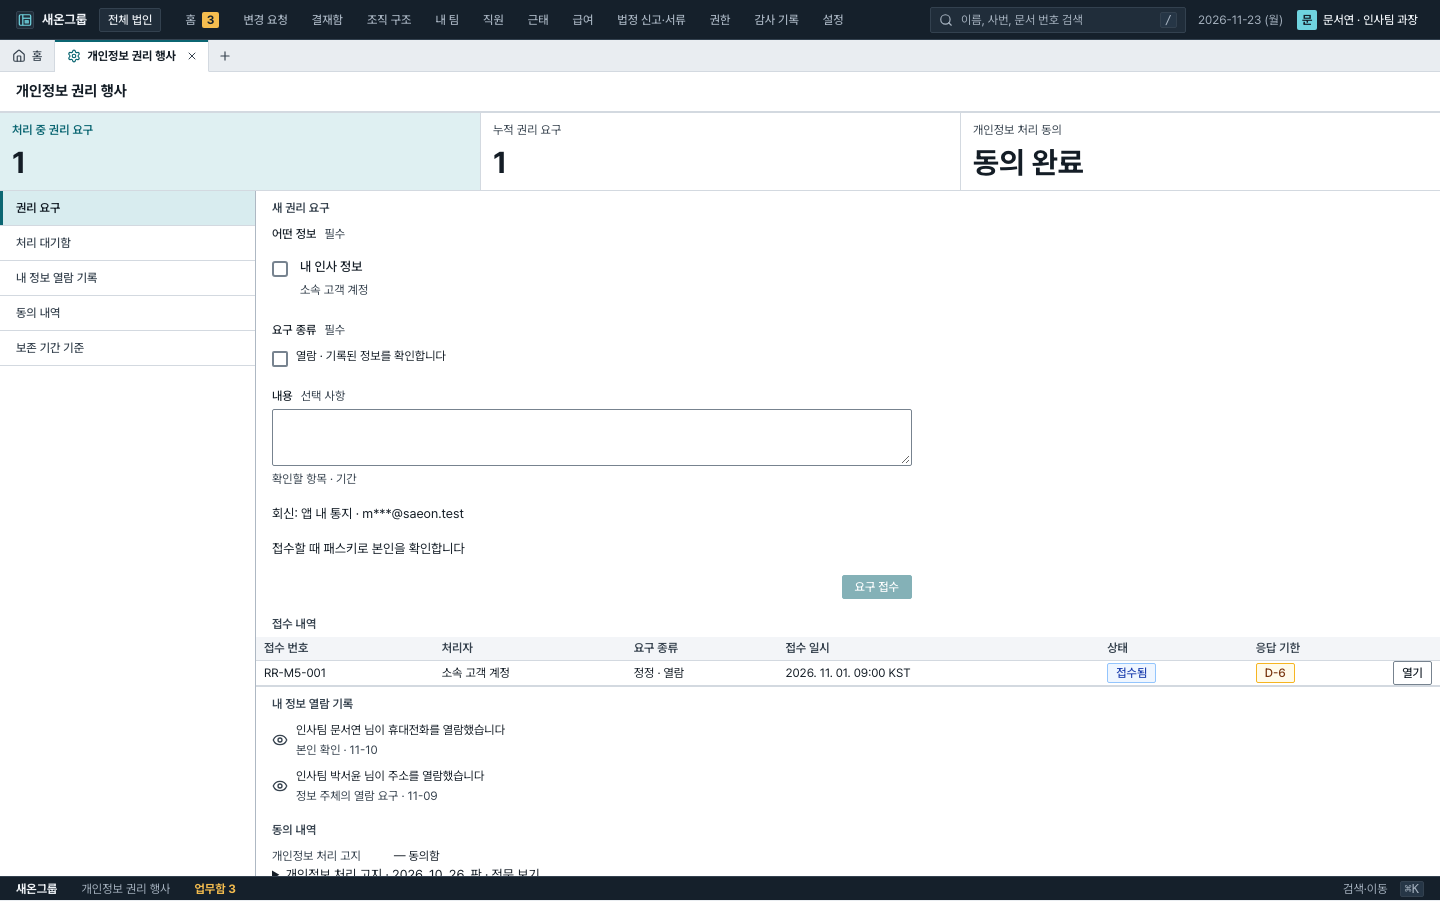 새온그룹 전체 법인 홈 3 변경 요청 결재함 조직 구조 내 팀 직원 근태 급여 법정 신고·서류 권한 감사 기록 설정 이름, 사번, 문서 번호 검색 / 2026-11-23 (월) 문 문서연 · 인사팀 과장
홈 개인정보 권리 행사
개인정보 권리 행사
처리 중 권리 요구 누적 권리 요구 개인정보 처리 동의
1 1 동의 완료
권리 요구
처리 대기함
내 정보 열람 기록
동의 내역
보존 기간 기준
새 권리 요구
어떤 정보 필수
내 인사 정보
소속 고객 계정
요구 종류 필수
열람 · 기록된 정보를 확인합니다
내용 선택 사항
확인할 항목 · 기간
회신: 앱 내 통지 · m***@saeon.test
접수할 때 패스키로 본인을 확인합니다
요구 접수
접수 내역
접수 번호 처리자 요구 종류 접수 일시 상태 응답 기한
RR-M5-001 소속 고객 계정 정정 · 열람 2026. 11. 01. 09:00 KST 접수됨 D-6 열기
내 정보 열람 기록
인사팀 문서연 님이 휴대전화를 열람했습니다
본인 확인 · 11-10
인사팀 박서윤 님이 주소를 열람했습니다
정보 주체의 열람 요구 · 11-09
동의 내역
개인정보 처리 고지 — 동의함
개인정보 처리 고지 · 2026. 10. 26. 판 · 전문 보기
새온그룹 개인정보 권리 행사 업무함 3 검색·이동 ⌘K